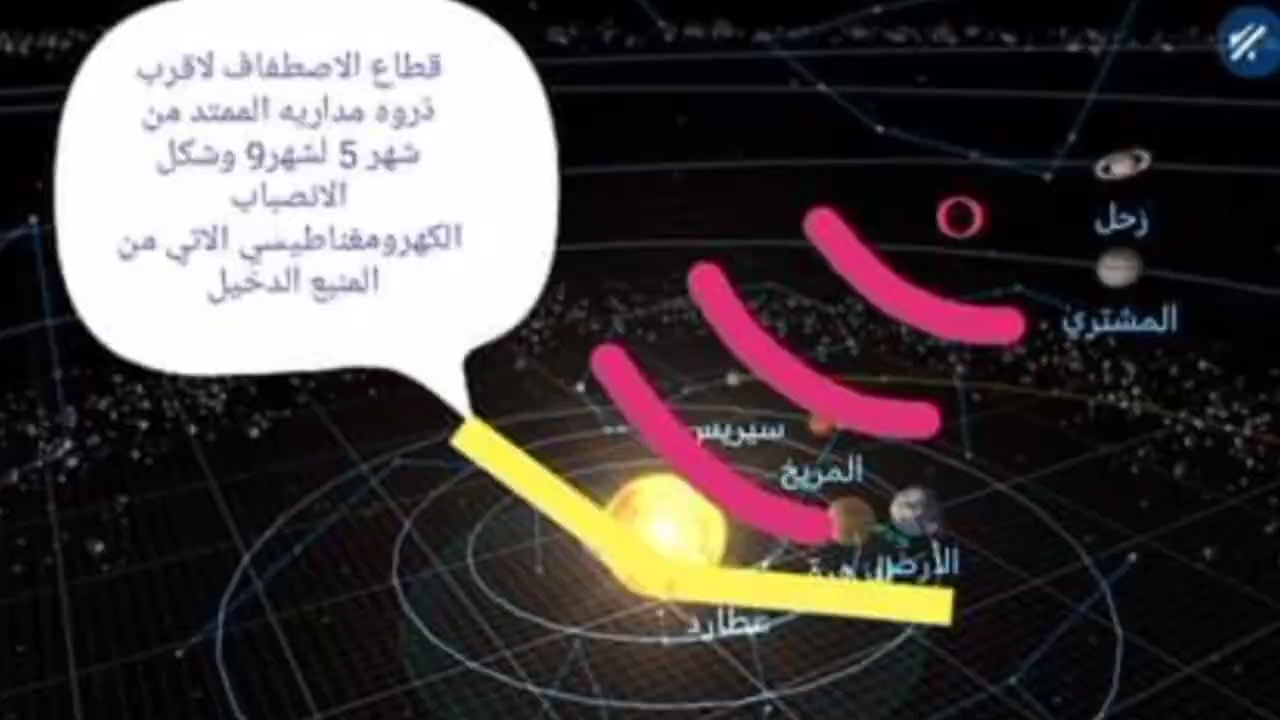 قطاع الاصطفاف لاقرب
ذروه مداريه الممتد من
شهر 5 لشهر9 وشكل
الانصباب
الكهرومغناطيسي الاتي من
المنبع الدخيل
زحل
المشتري
سيريس
المريخ
الأرض
الزهرة
عطارد